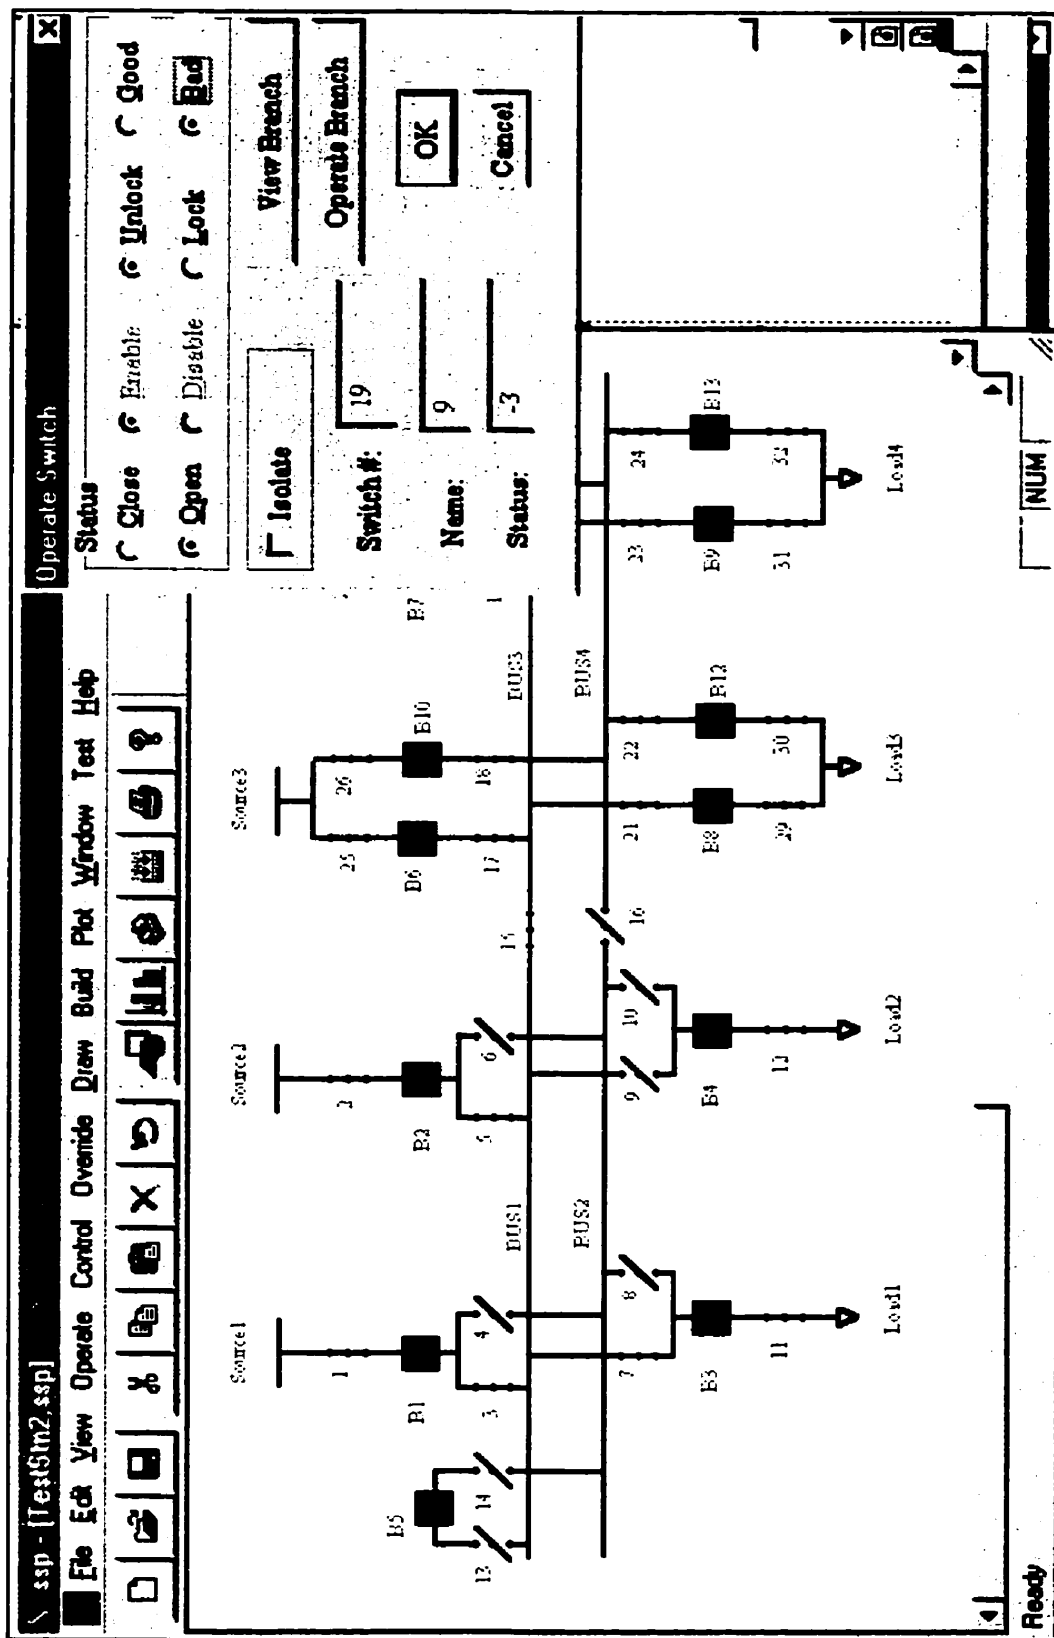 ssp - [Test6tn2.ssp]
File Edit View Operate Control Override Draw Build Plot Window Test Help
Operate Switch
Status
Close Enable Unlock Good
Open Disable Lock Bad
Isolate
View Branch
Switch #: 19
Operate Branch
Name: 9
OK
Status: -3
Cancel
Source1 Source2 Source3
1 2 25 26
B5 B1 B2 B6 B10 B7
13 14 3 4 5 6 17 18 1
BUS1 15 BUS3
BUS2 BUS4
7 8 9 10 16 21 22 23 24
B3 B4 B8 B12 B9 B13
11 12 29 30 31 32
Load1 Load2 Load3 Load4
Ready
NUM